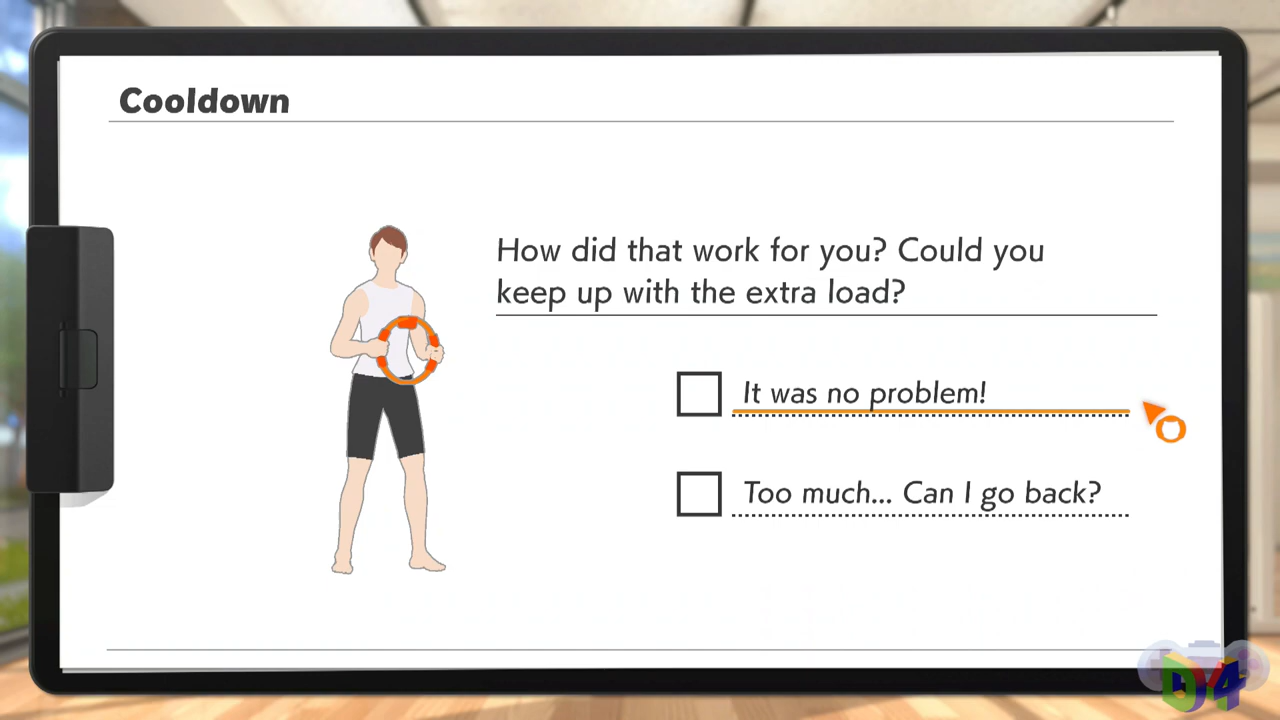 Cooldown
How did that work for you? Could you
keep up with the extra load?
It was no problem!
Too much... Can I go back?